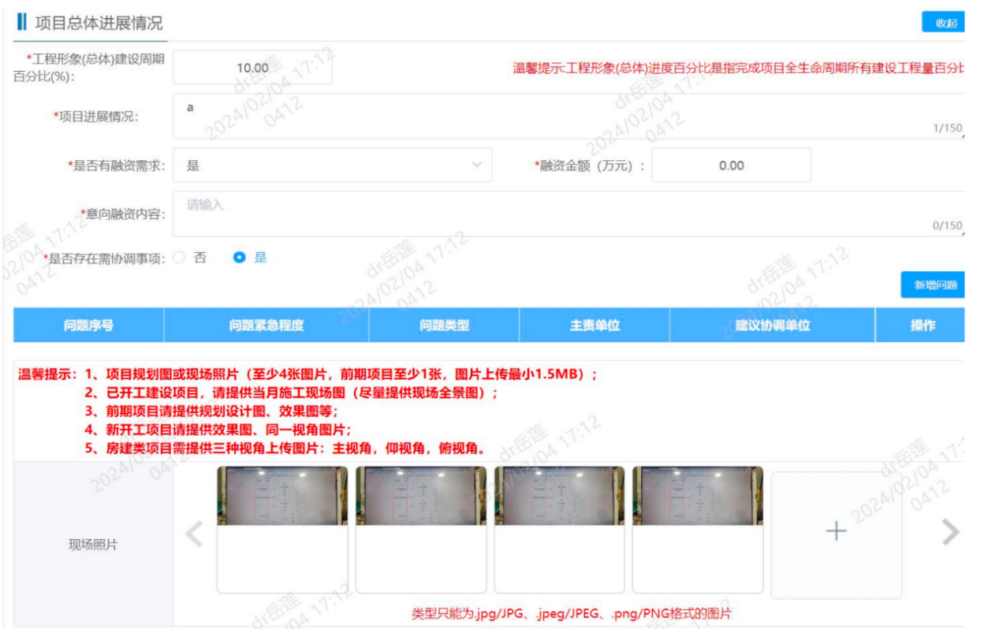 项目总体进展情况
收起
*工程形象(总体)建设周期百分比(%):
10.00
温馨提示:工程形象(总体)进度百分比是指完成项目全生命周期所有建设工程量百分比
*项目进展情况:
a
1/150
*是否有融资需求:
是
*融资金额（万元）:
0.00
*意向融资内容:
请输入
0/150
*是否存在需协调事项:
否
是
新增问题
问题序号 问题紧急程度 问题类型 主责单位 建议协调单位 操作
温馨提示：1、项目规划图或现场照片（至少4张图片，前期项目至少1张，图片上传最小1.5MB）;
2、已开工建设项目，请提供当月施工现场图（尽量提供现场全景图）;
3、前期项目请提供规划设计图、效果图等;
4、新开工项目请提供效果图、同一视角图片;
5、房建类项目需提供三种视角上传图片：主视角，仰视角，俯视角。
现场照片
类型只能为.jpg/JPG、.jpeg/JPEG、.png/PNG格式的图片
dr岳莲
2024/02/04 17:12
0412